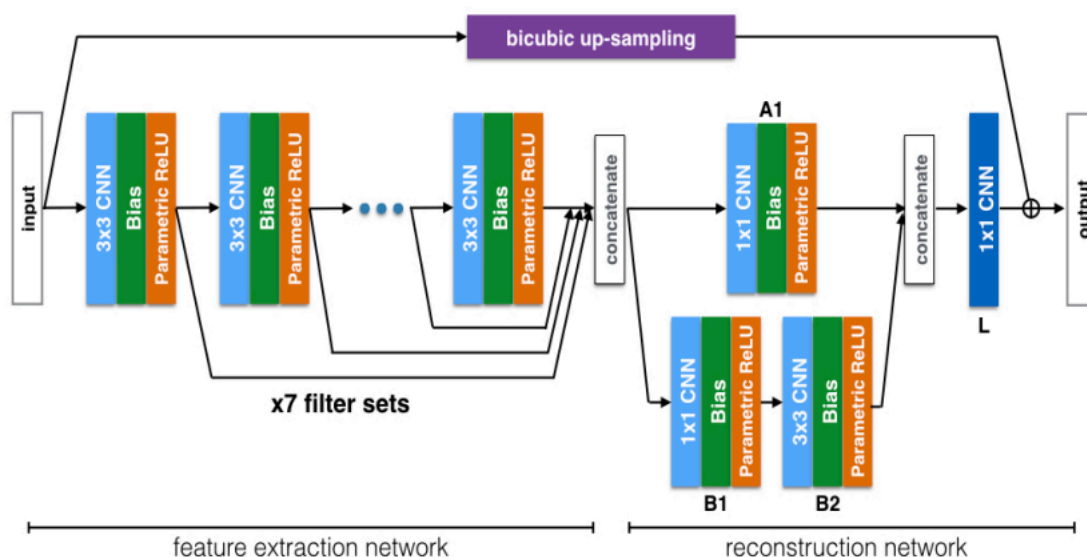 bicubic up-sampling
input
3x3 CNN
Bias
Parametric ReLU
3x3 CNN
Bias
Parametric ReLU
3x3 CNN
Bias
Parametric ReLU
concatenate
A1
1x1 CNN
Bias
Parametric ReLU
concatenate
1x1 CNN
L
output
1x1 CNN
Bias
Parametric ReLU
B1
3x3 CNN
Bias
Parametric ReLU
B2
x7 filter sets
feature extraction network
reconstruction network